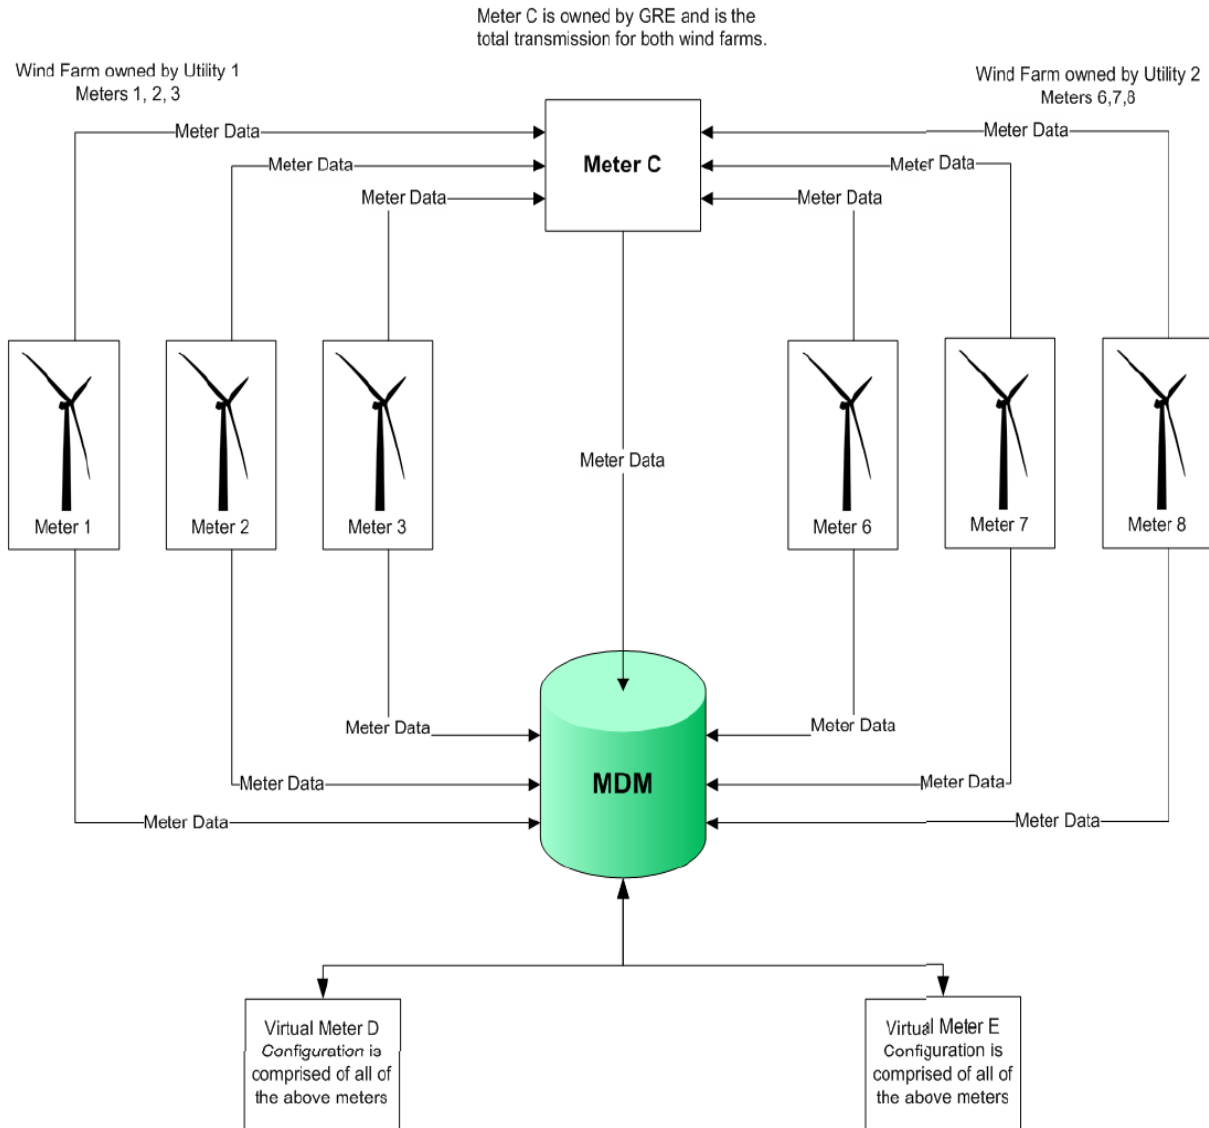 Meter C is owned by GRE and is the
total transmission for both wind farms.
Wind Farm owned by Utility 1
Meters 1, 2, 3
Wind Farm owned by Utility 2
Meters 6,7,8
Meter Data
Meter Data
Meter Data
Meter C
Meter Data
Meter Data
Meter Data
Meter 1
Meter 2
Meter 3
Meter Data
Meter 6
Meter 7
Meter 8
Meter Data
Meter Data
Meter Data
MDM
Meter Data
Meter Data
Meter Data
Virtual Meter D
Configuration is
comprised of all of
the above meters
Virtual Meter E
Configuration is
comprised of all of
the above meters